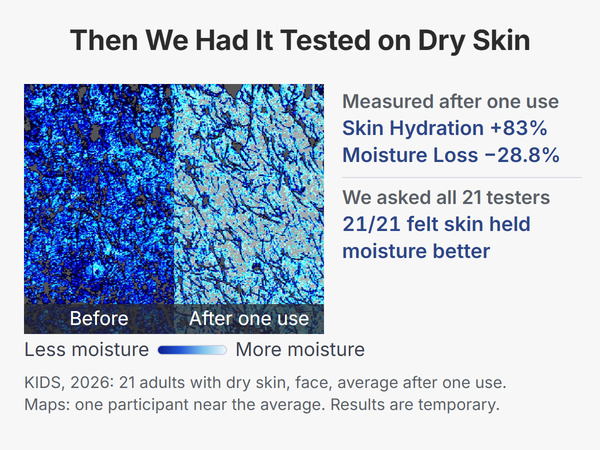 Then We Had It Tested on Dry Skin
Measured after one use
Skin Hydration +83%
Moisture Loss −28.8%
We asked all 21 testers
21/21 felt skin held
moisture better
Before
After one use
Less moisture
More moisture
KIDS, 2026: 21 adults with dry skin, face, average after one use.
Maps: one participant near the average. Results are temporary.